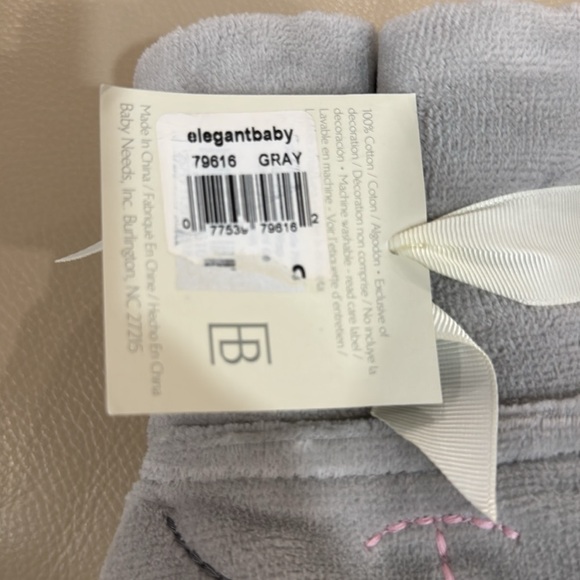 elegantbaby
79616 GRAY
0 77539 79616 2
EB
100% Cotton / Coton / Algodon • Exclusive of
decoration / Décoration non comprise / No incluye la
decoración • Machine washable - read care label /
Lavable en machine - Voir l'étiquette d'entretien /
Made In China / Fabriqué En Chine / Hecho En China
Baby Needs, Inc. Burlington, NC 27215